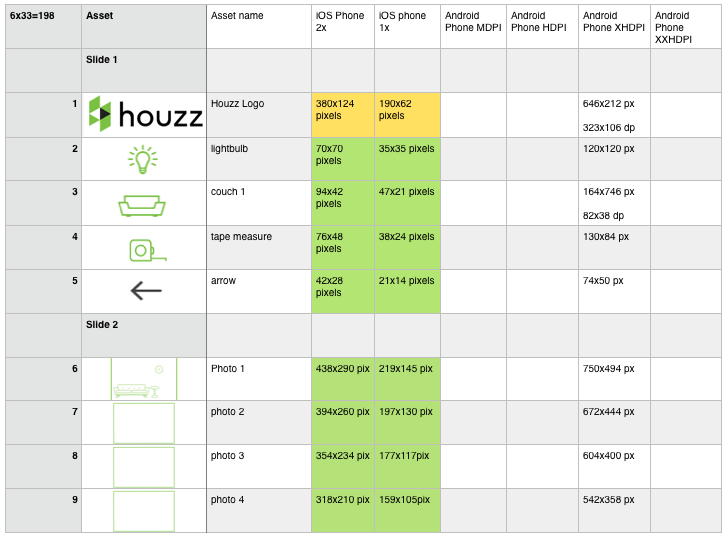 6x33=198 Asset Asset name iOS Phone 2x iOS phone 1x Android Phone MDPI Android Phone HDPI Android Phone XHDPI Android Phone XXHDPI
Slide 1
1 houzz Houzz Logo 380x124 pixels 190x62 pixels 646x212 px
323x106 dp
2 lightbulb 70x70 pixels 35x35 pixels 120x120 px
3 couch 1 94x42 pixels 47x21 pixels 164x746 px
82x38 dp
4 tape measure 76x48 pixels 38x24 pixels 130x84 px
5 arrow 42x28 pixels 21x14 pixels 74x50 px
Slide 2
6 Photo 1 438x290 pix 219x145 pix 750x494 px
7 photo 2 394x260 pix 197x130 pix 672x444 px
8 photo 3 354x234 pix 177x117pix 604x400 px
9 photo 4 318x210 pix 159x105pix 542x358 px